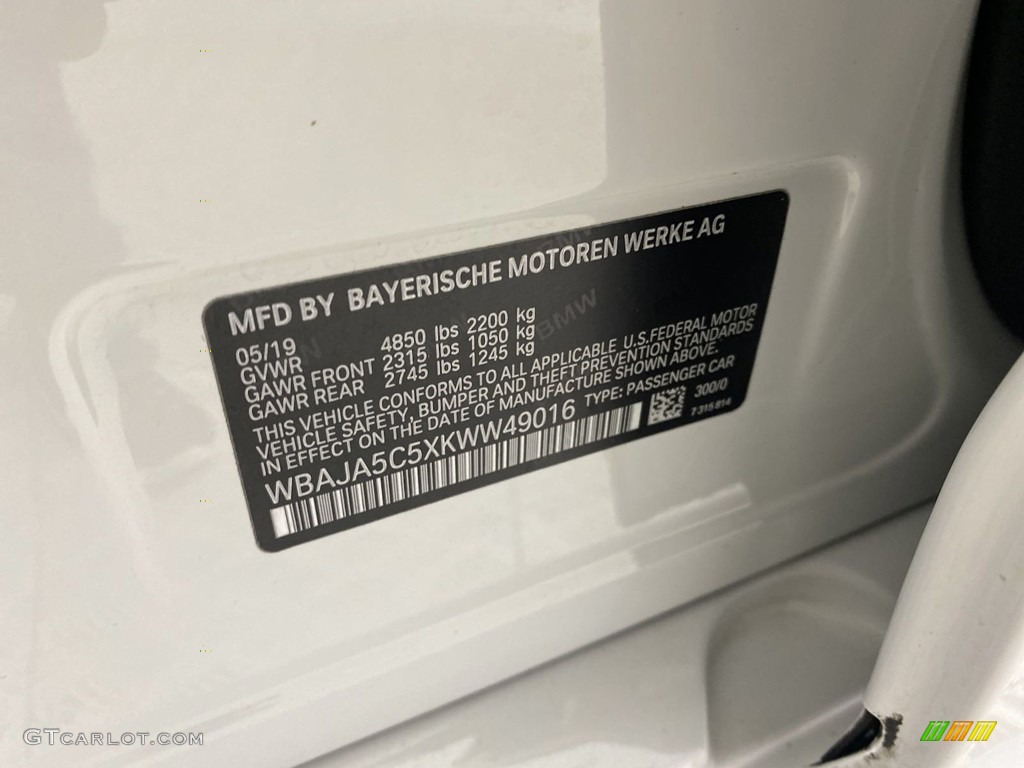 MFD BY BAYERISCHE MOTOREN WERKE AG
05/19
GVWR 4850 lbs 2200 kg
GAWR FRONT 2315 lbs 1050 kg
GAWR REAR 2745 lbs 1245 kg
THIS VEHICLE CONFORMS TO ALL APPLICABLE U.S.FEDERAL MOTOR
VEHICLE SAFETY, BUMPER AND THEFT PREVENTION STANDARDS
IN EFFECT ON THE DATE OF MANUFACTURE SHOWN ABOVE.
WBAJA5C5XKWW49016 TYPE: PASSENGER CAR
300/0
7 315 814
BMW
GTcarlot.com